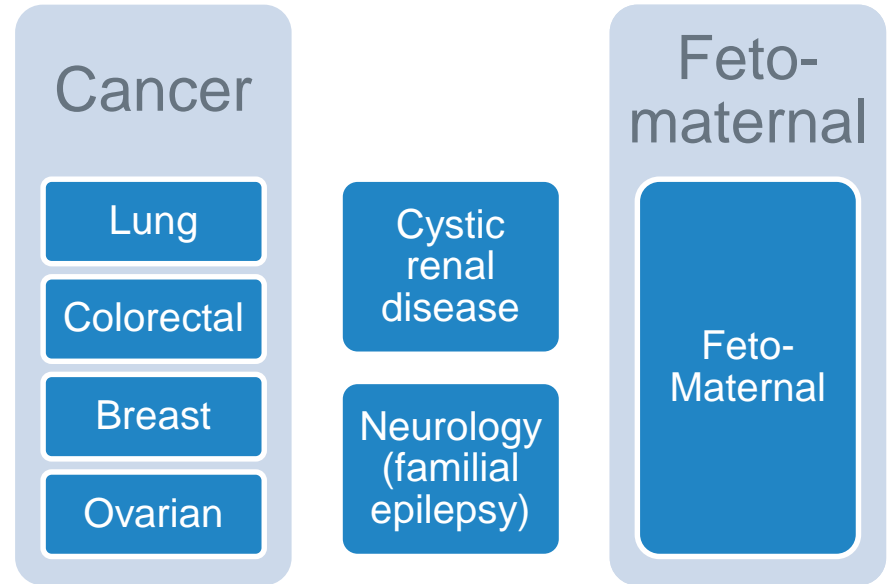 Cancer
Lung
Colorectal
Breast
Ovarian
Cystic
renal
disease
Neurology
(familial
epilepsy)
Feto-
maternal
Feto-
Maternal